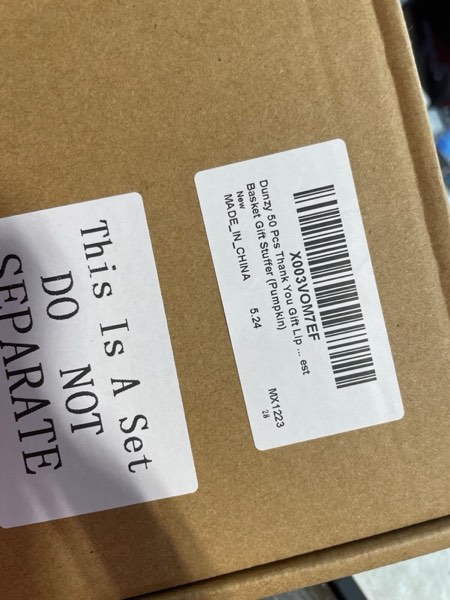 This Is A Set
DO NOT
SEPARATE
X003VOM7EF
Dunzy 50 Pcs Thank You Gift Lip ... est
Basket Gift Stuffer (Pumpkin)
New
MADE_IN_CHINA 5.24 MX1223
28